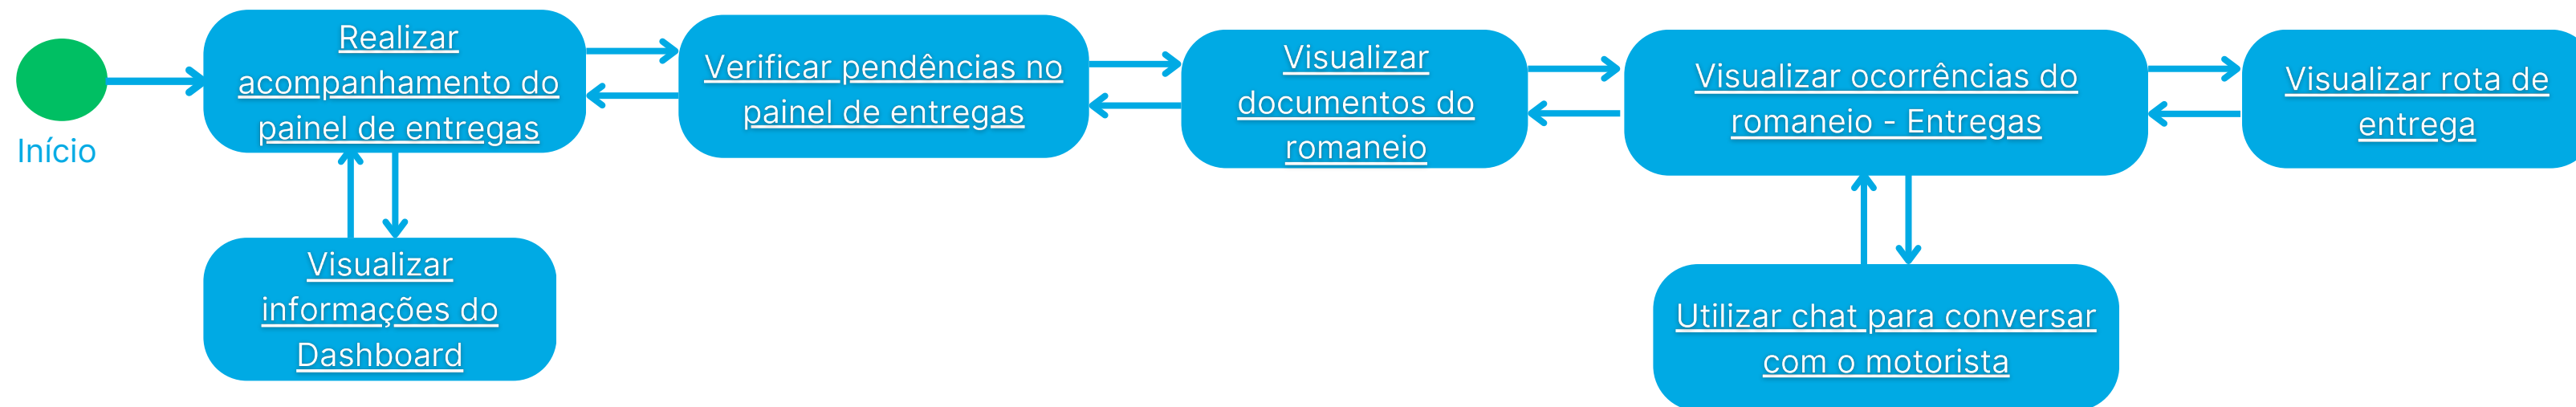 Início
Realizar
acompanhamento do
painel de entregas
Verificar pendências no
painel de entregas
Visualizar
documentos do
romaneio
Visualizar ocorrências do
romaneio - Entregas
Visualizar rota de
entrega
Visualizar
informações do
Dashboard
Utilizar chat para conversar
com o motorista